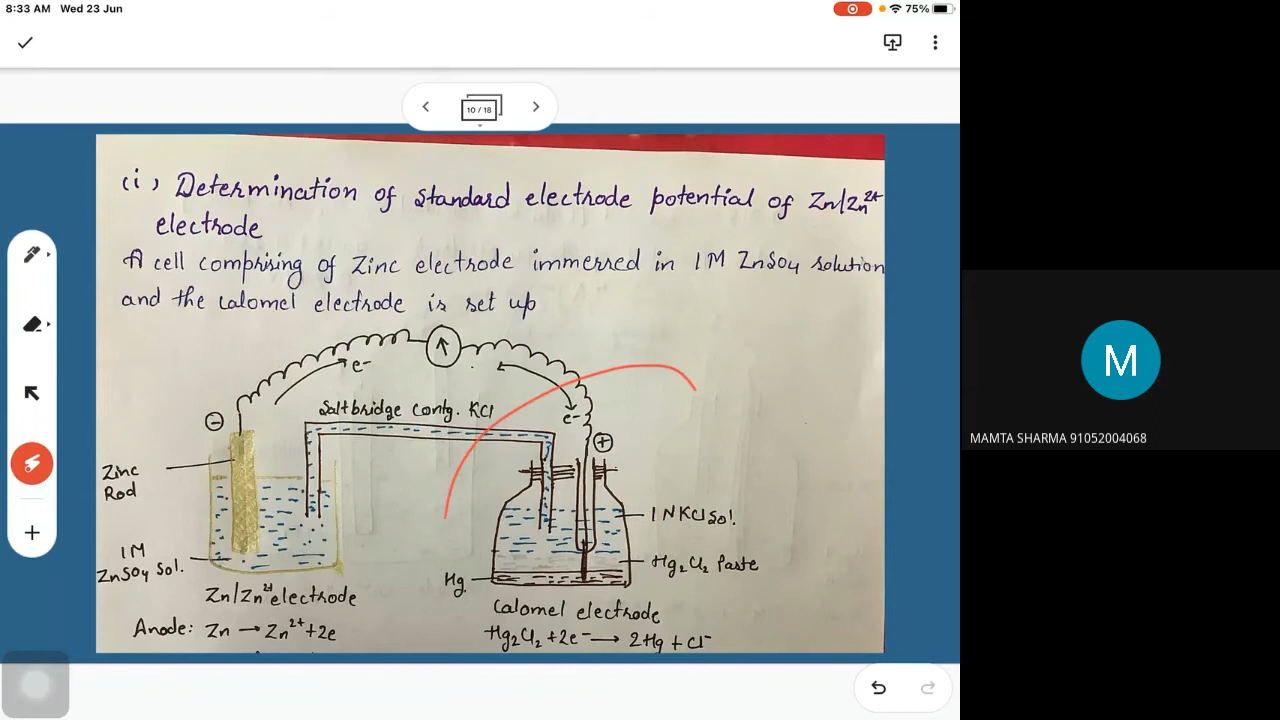 8:33 AM Wed 23 Jun
75%
10 / 18
(i) Determination of standard electrode potential of Zn/Zn²⁺
electrode
A cell comprising of Zinc electrode immersed in 1M ZnSO₄ solution
and the calomel electrode is set up
e-
Salt bridge Contg. KCl
e-
Zinc
Rod
1N KCl Sol.
1M
ZnSO₄ Sol.
Hg₂Cl₂ Paste
Hg
Zn/Zn²⁺ electrode
Calomel electrode
Anode: Zn → Zn²⁺ + 2e
Hg₂Cl₂ + 2e⁻ → 2Hg + Cl⁻
M
MAMTA SHARMA 91052004068